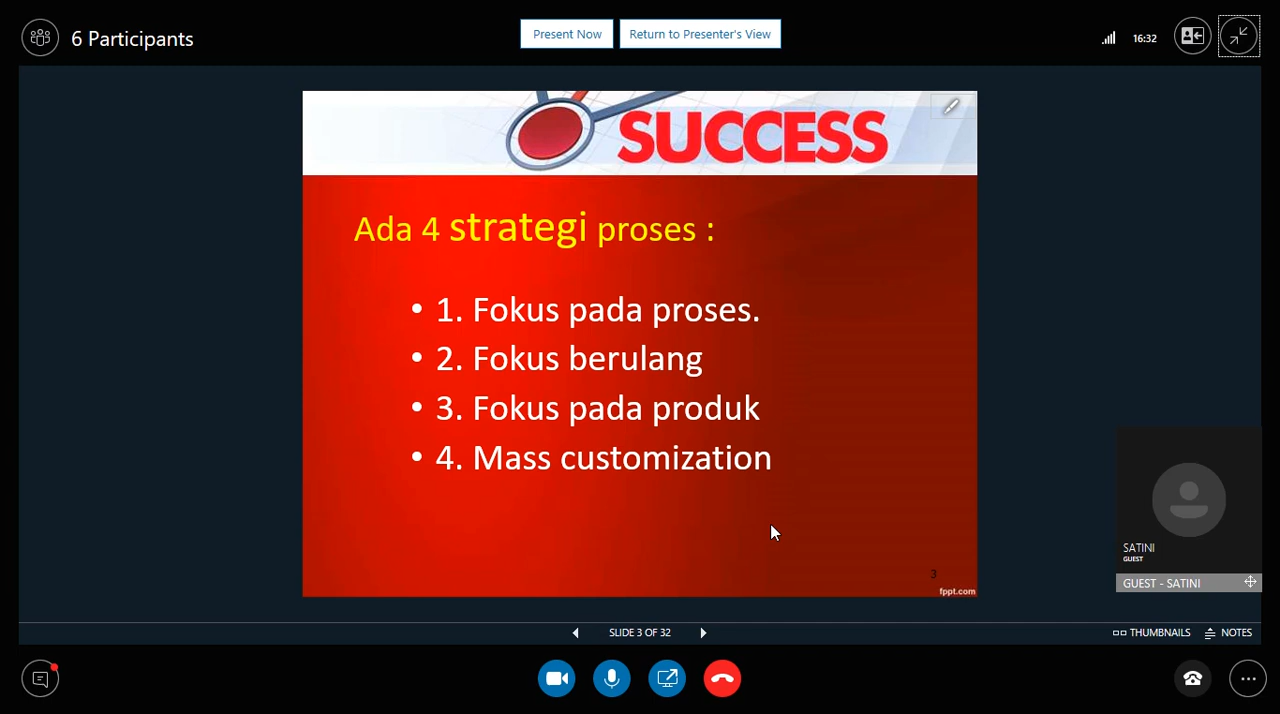 6 Participants
Present Now
Return to Presenter's View
16:32
SUCCESS
Ada 4 strategi proses :
• 1. Fokus pada proses.
• 2. Fokus berulang
• 3. Fokus pada produk
• 4. Mass customization
3
fppt.com
SATINI
GUEST
GUEST - SATINI
SLIDE 3 OF 32
THUMBNAILS
NOTES